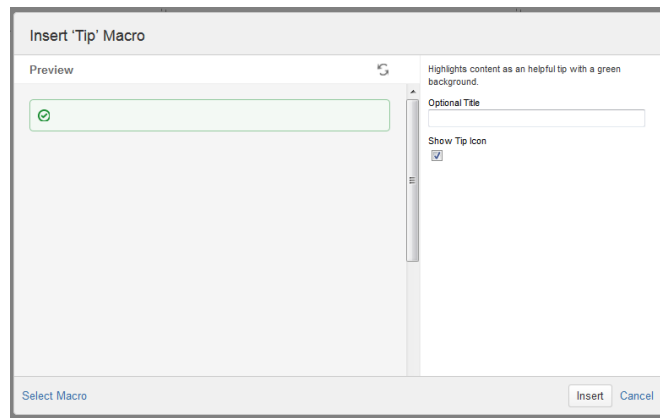 Insert ‘Tip’ Macro
Preview
Highlights content as an helpful tip with a green
background.
Optional Title
Show Tip Icon
Select Macro
Insert
Cancel